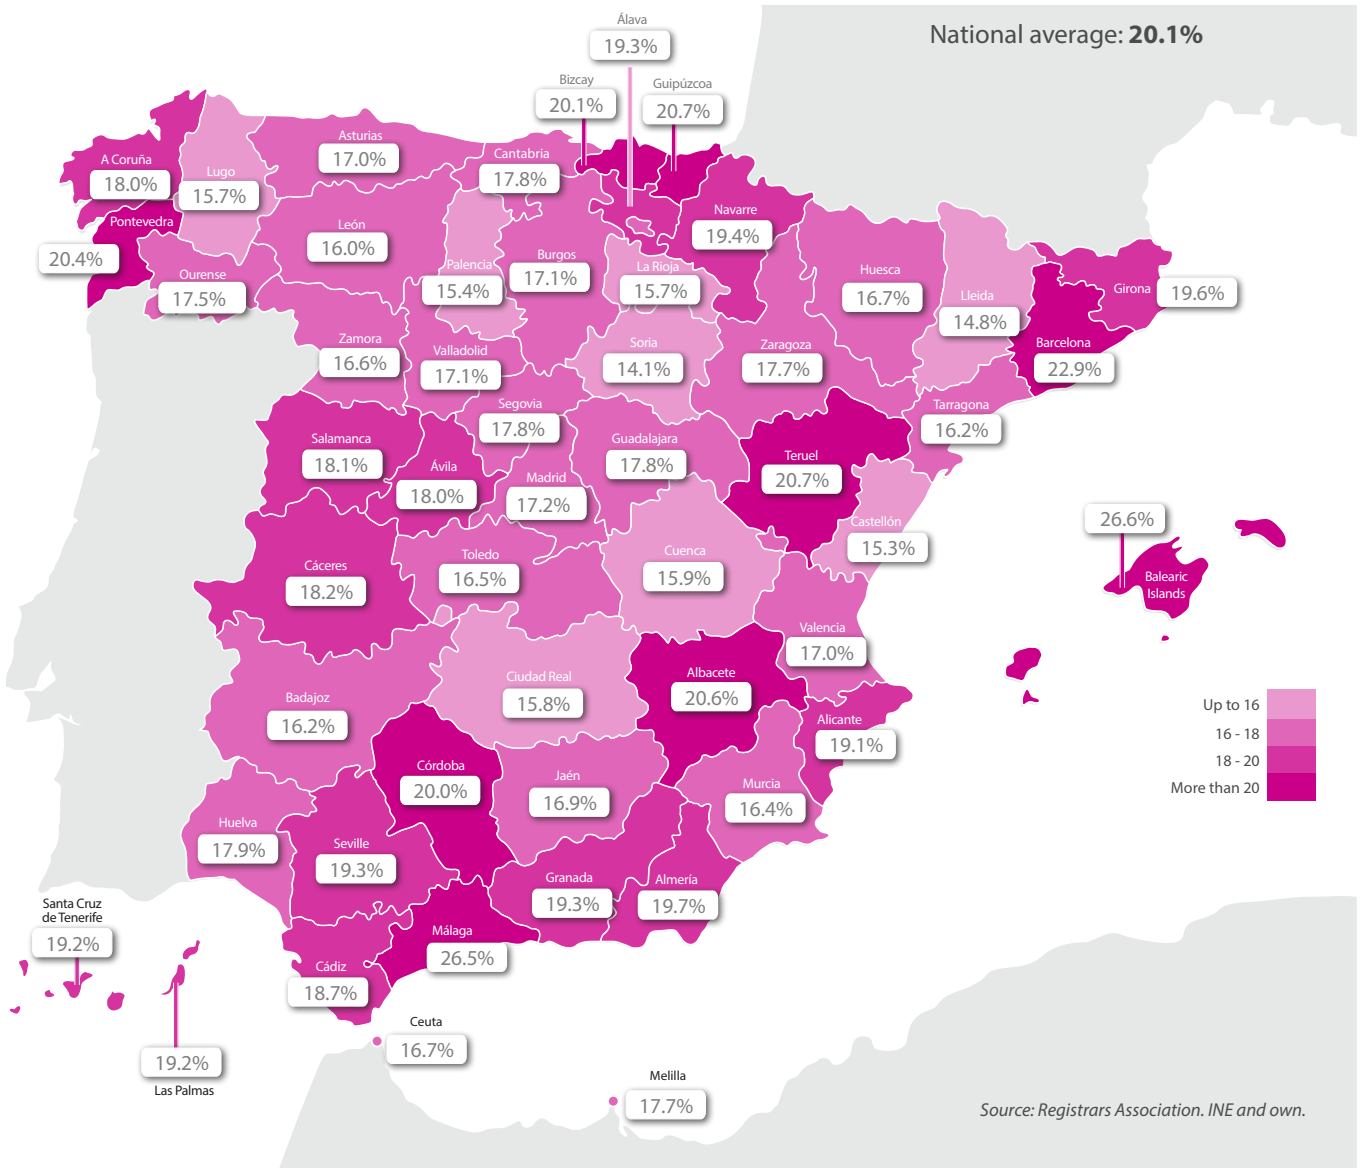 National average: 20.1%
Álava
19.3%
Bizcay
20.1%
Guipúzcoa
20.7%
A Coruña
18.0%
Lugo
15.7%
Asturias
17.0%
Cantabria
17.8%
Pontevedra
20.4%
Ourense
17.5%
León
16.0%
Palencia
15.4%
Burgos
17.1%
La Rioja
15.7%
Navarre
19.4%
Huesca
16.7%
Lleida
14.8%
Girona
19.6%
Barcelona
22.9%
Zamora
16.6%
Valladolid
17.1%
Soria
14.1%
Zaragoza
17.7%
Tarragona
16.2%
Segovia
17.8%
Salamanca
18.1%
Ávila
18.0%
Madrid
17.2%
Guadalajara
17.8%
Teruel
20.7%
Castellón
15.3%
26.6%
Balearic
Islands
Cáceres
18.2%
Toledo
16.5%
Cuenca
15.9%
Valencia
17.0%
Badajoz
16.2%
Ciudad Real
15.8%
Albacete
20.6%
Alicante
19.1%
Up to 16
16 - 18
18 - 20
More than 20
Córdoba
20.0%
Jaén
16.9%
Murcia
16.4%
Huelva
17.9%
Seville
19.3%
Granada
19.3%
Almería
19.7%
Santa Cruz
de Tenerife
19.2%
Málaga
26.5%
Cádiz
18.7%
Ceuta
16.7%
19.2%
Las Palmas
Melilla
17.7%
Source: Registrars Association. INE and own.